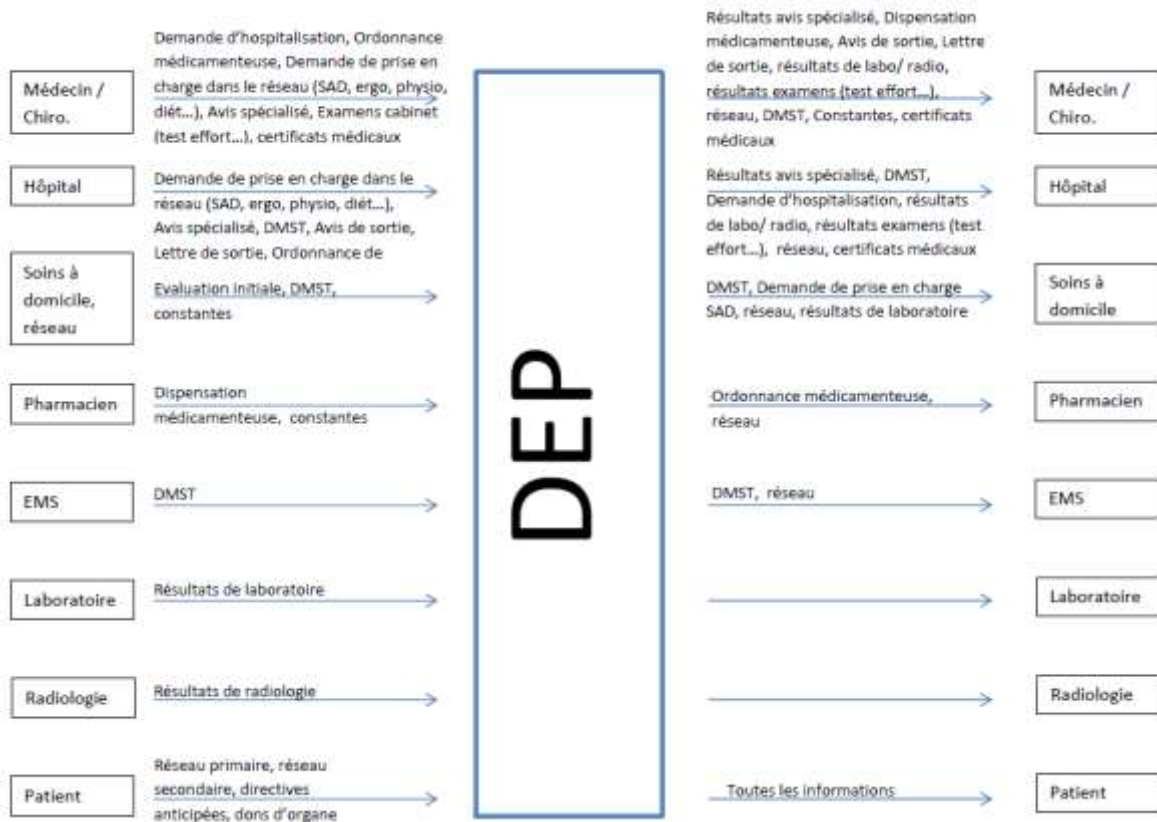 Médecin /
Chiro.
Demande d'hospitalisation, Ordonnance
médicamenteuse, Demande de prise en
charge dans le réseau (SAD, ergo, physio,
diét...), Avis spécialisé, Examens cabinet
(test effort...), certificats médicaux
Hôpital
Demande de prise en charge dans le
réseau (SAD, ergo, physio, diét...),
Avis spécialisé, DMST, Avis de sortie,
Lettre de sortie, Ordonnance de
Soins à
domicile,
réseau
Evaluation initiale, DMST,
constantes
Pharmacien
Dispensation
médicamenteuse, constantes
EMS
DMST
Laboratoire
Résultats de laboratoire
Radiologie
Résultats de radiologie
Patient
Réseau primaire, réseau
secondaire, directives
anticipées, dons d'organe
DEP
Résultats avis spécialisé, Dispensation
médicamenteuse, Avis de sortie, Lettre
de sortie, résultats de labo/ radio,
résultats examens (test effort...),
réseau, DMST, Constantes, certificats
médicaux
Médecin /
Chiro.
Résultats avis spécialisé, DMST,
Demande d'hospitalisation, résultats
de labo/ radio, résultats examens (test
effort...), réseau, certificats médicaux
Hôpital
DMST, Demande de prise en charge
SAD, réseau, résultats de laboratoire
Soins à
domicile
Ordonnance médicamenteuse,
réseau
Pharmacien
DMST, réseau
EMS
Laboratoire
Radiologie
Toutes les informations
Patient